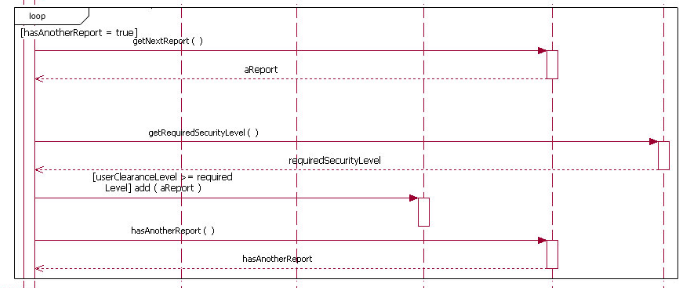 loop
[hasAnotherReport = true]
getNextReport ( )
aReport
getRequiredSecurityLevel ( )
requiredSecurityLevel
[userClearanceLevel >= required
Level] add ( aReport )
hasAnotherReport ( )
hasAnotherReport